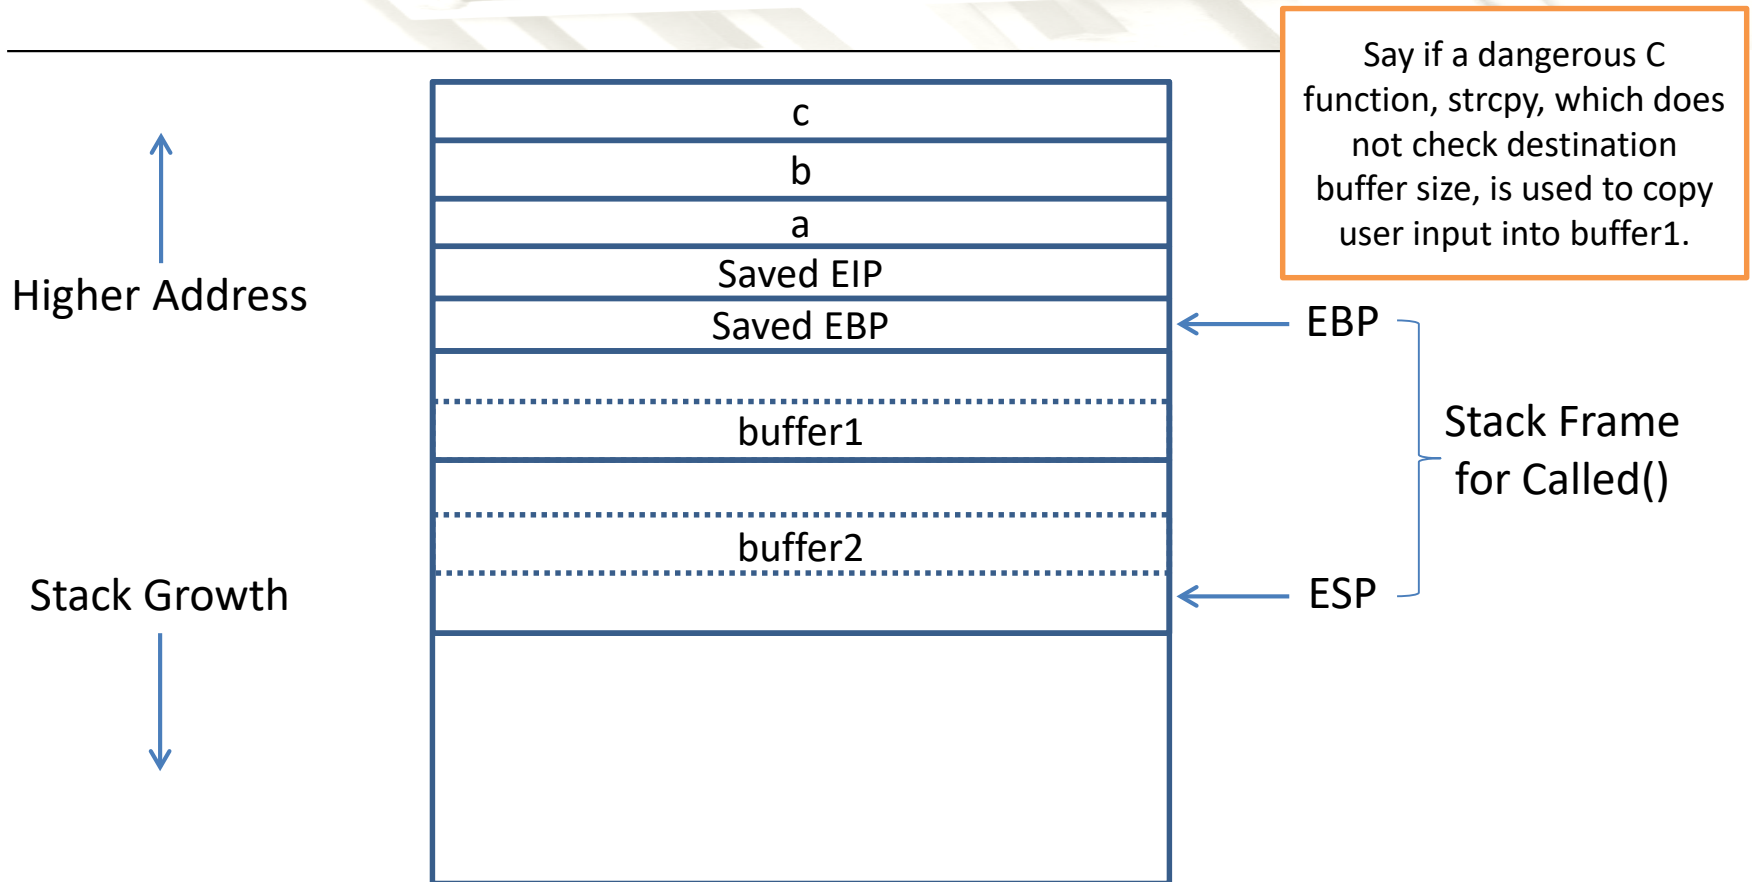 Say if a dangerous C
function, strcpy, which does
not check destination
buffer size, is used to copy
user input into buffer1.
c
b
a
Saved EIP
Higher Address
Saved EBP
EBP
buffer1
Stack Frame
for Called()
buffer2
Stack Growth
ESP